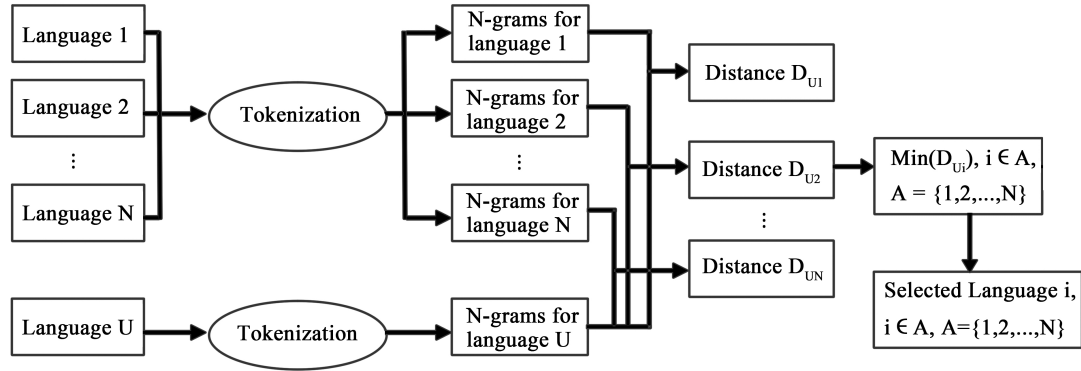 Language 1
Language 2
⋮
Language N
Language U
Tokenization
Tokenization
N-grams for
language 1
N-grams for
language 2
⋮
N-grams for
language N
N-grams for
language U
Distance D_U1
Distance D_U2
⋮
Distance D_UN
Min(D_Ui), i ∈ A,
A = {1,2,...,N}
Selected Language i,
i ∈ A, A={1,2,...,N}